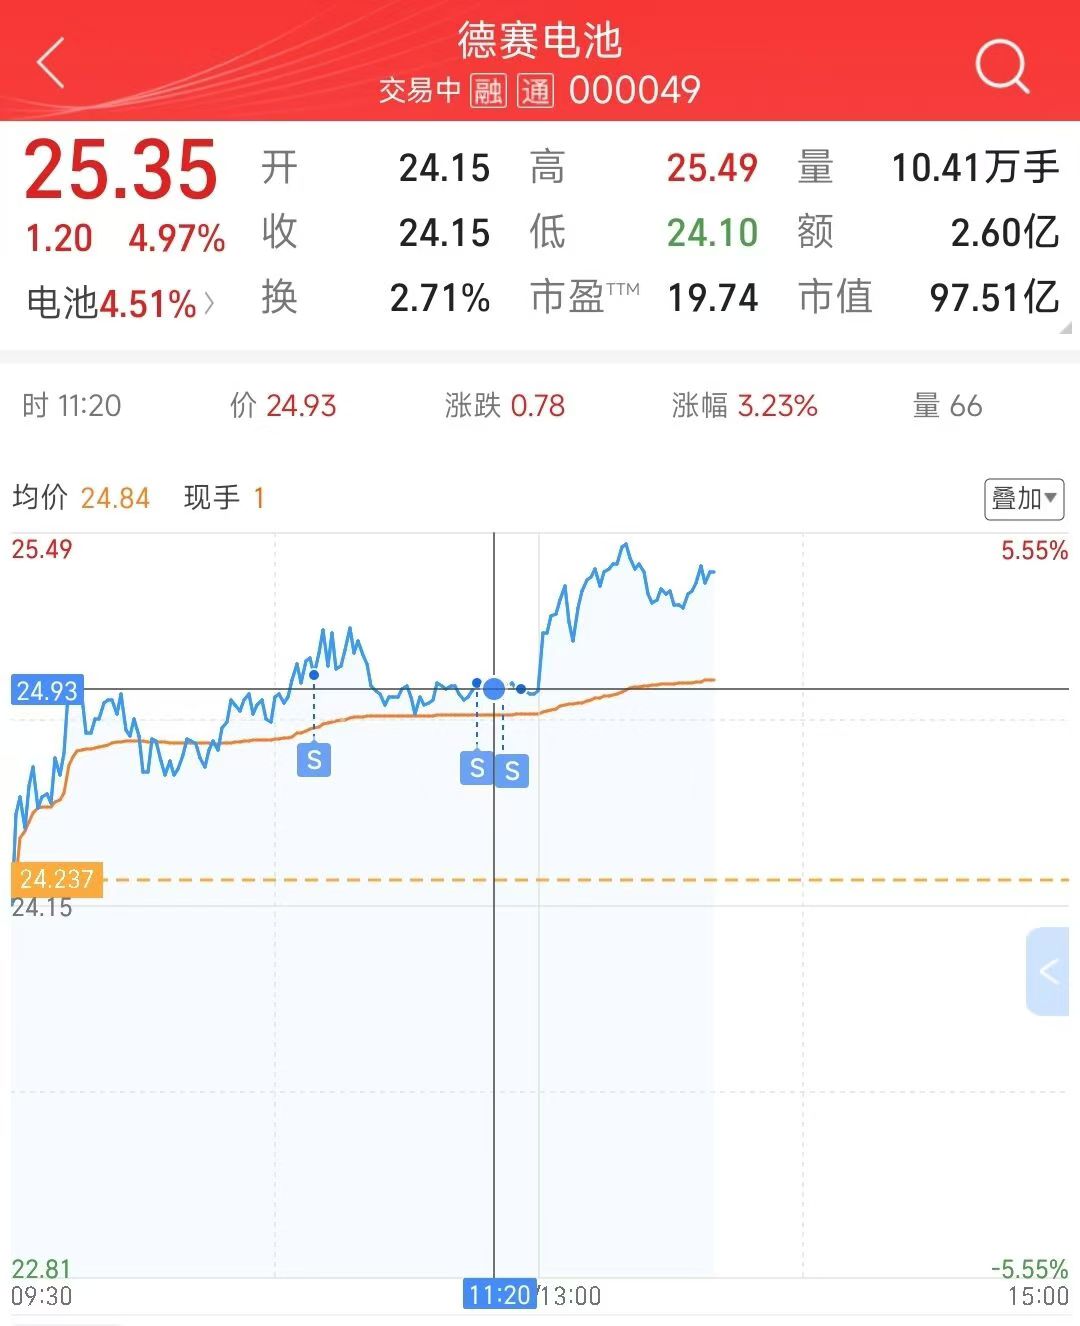 德赛电池
交易中 融 通 000049
25.35 开 24.15 高 25.49 量 10.41万手
1.20 4.97% 收 24.15 低 24.10 额 2.60亿
电池4.51% 换 2.71% 市盈TTM 19.74 市值 97.51亿
时 11:20 价 24.93 涨跌 0.78 涨幅 3.23% 量 66
均价 24.84 现手 1 叠加
25.49 5.55%
24.93
S S S
24.237
24.15
22.81 -5.55%
09:30 11:20 /13:00 15:00